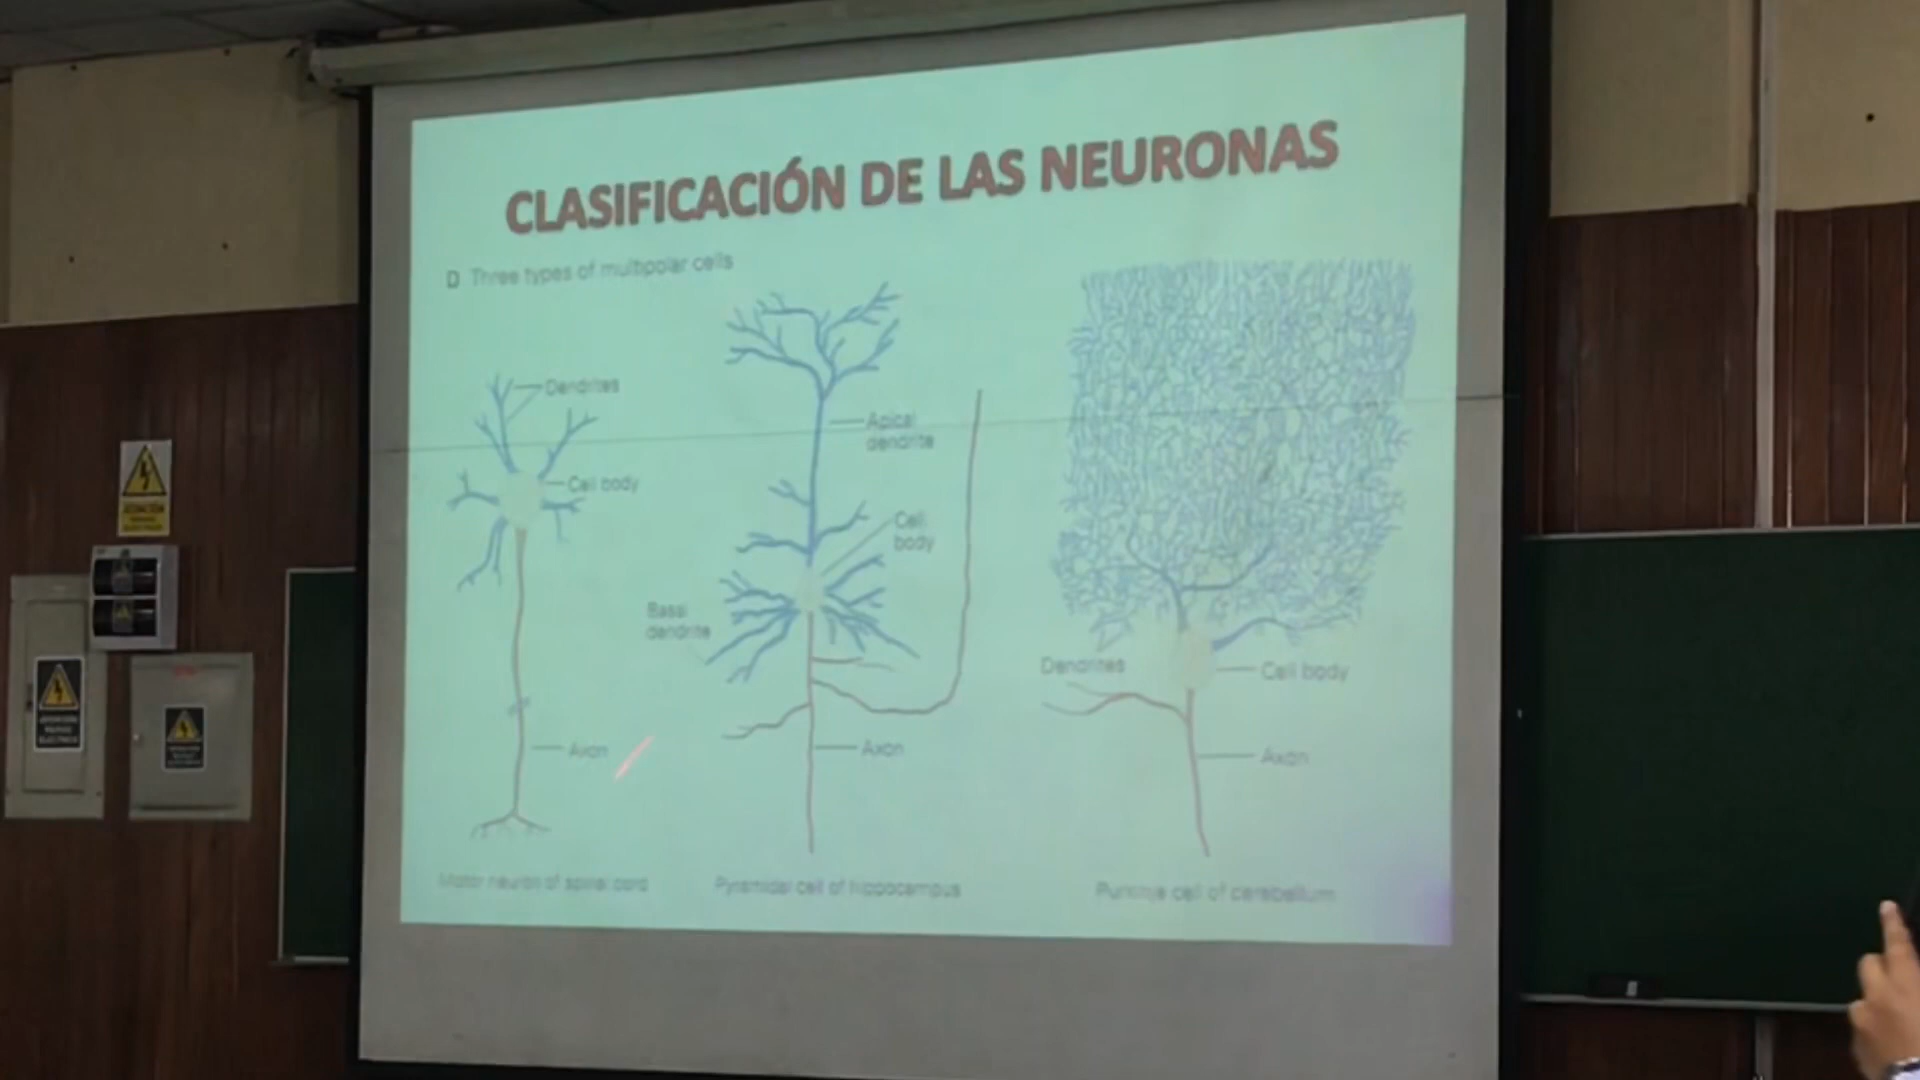 CLASIFICACIÓN DE LAS NEURONAS
D Three types of multipolar cells
Dendrites
Cell body
Axon
Motor neuron of spinal cord
Apical
dendrite
Cell
body
Basal
dendrite
Axon
Pyramidal cell of hippocampus
Dendrites
Cell body
Axon
Purkinje cell of cerebellum
ATENCIÓN